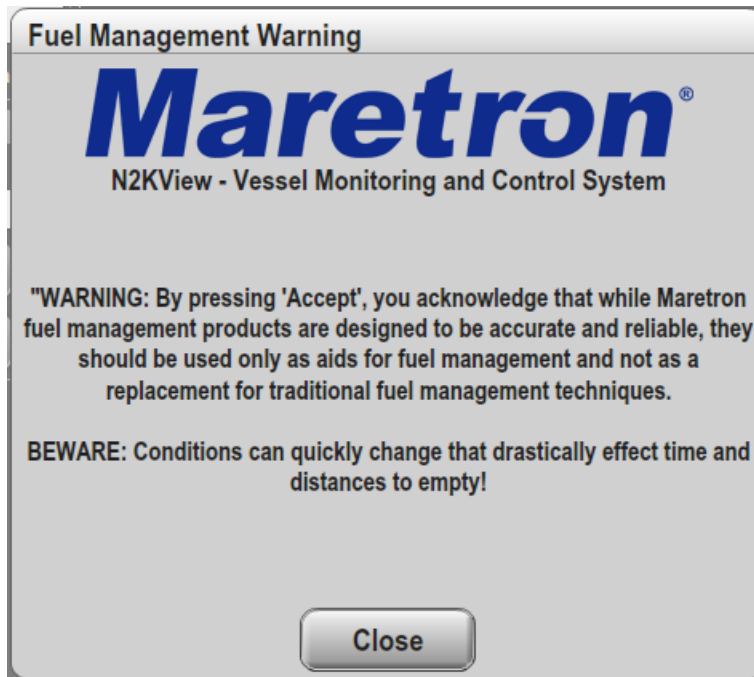 Fuel Management Warning
Maretron®
N2KView - Vessel Monitoring and Control System
"WARNING: By pressing 'Accept', you acknowledge that while Maretron
fuel management products are designed to be accurate and reliable, they
should be used only as aids for fuel management and not as a
replacement for traditional fuel management techniques.
BEWARE: Conditions can quickly change that drastically effect time and
distances to empty!
Close